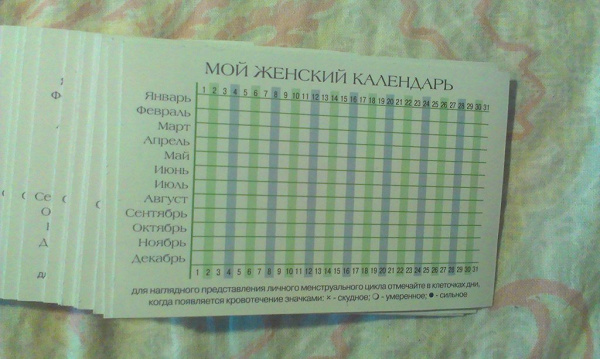 МОЙ ЖЕНСКИЙ КАЛЕНДАРЬ
1 2 3 4 5 6 7 8 9 10 11 12 13 14 15 16 17 18 19 20 21 22 23 24 25 26 27 28 29 30 31
Январь
Февраль
Март
Апрель
Май
Июнь
Июль
Август
Сентябрь
Октябрь
Ноябрь
Декабрь
1 2 3 4 5 6 7 8 9 10 11 12 13 14 15 16 17 18 19 20 21 22 23 24 25 26 27 28 29 30 31
для наглядного представления личного менструального цикла отмечайте в клеточках дни,
когда появляется кровотечение значками: × - скудное; ❍ - умеренное; ● - сильное